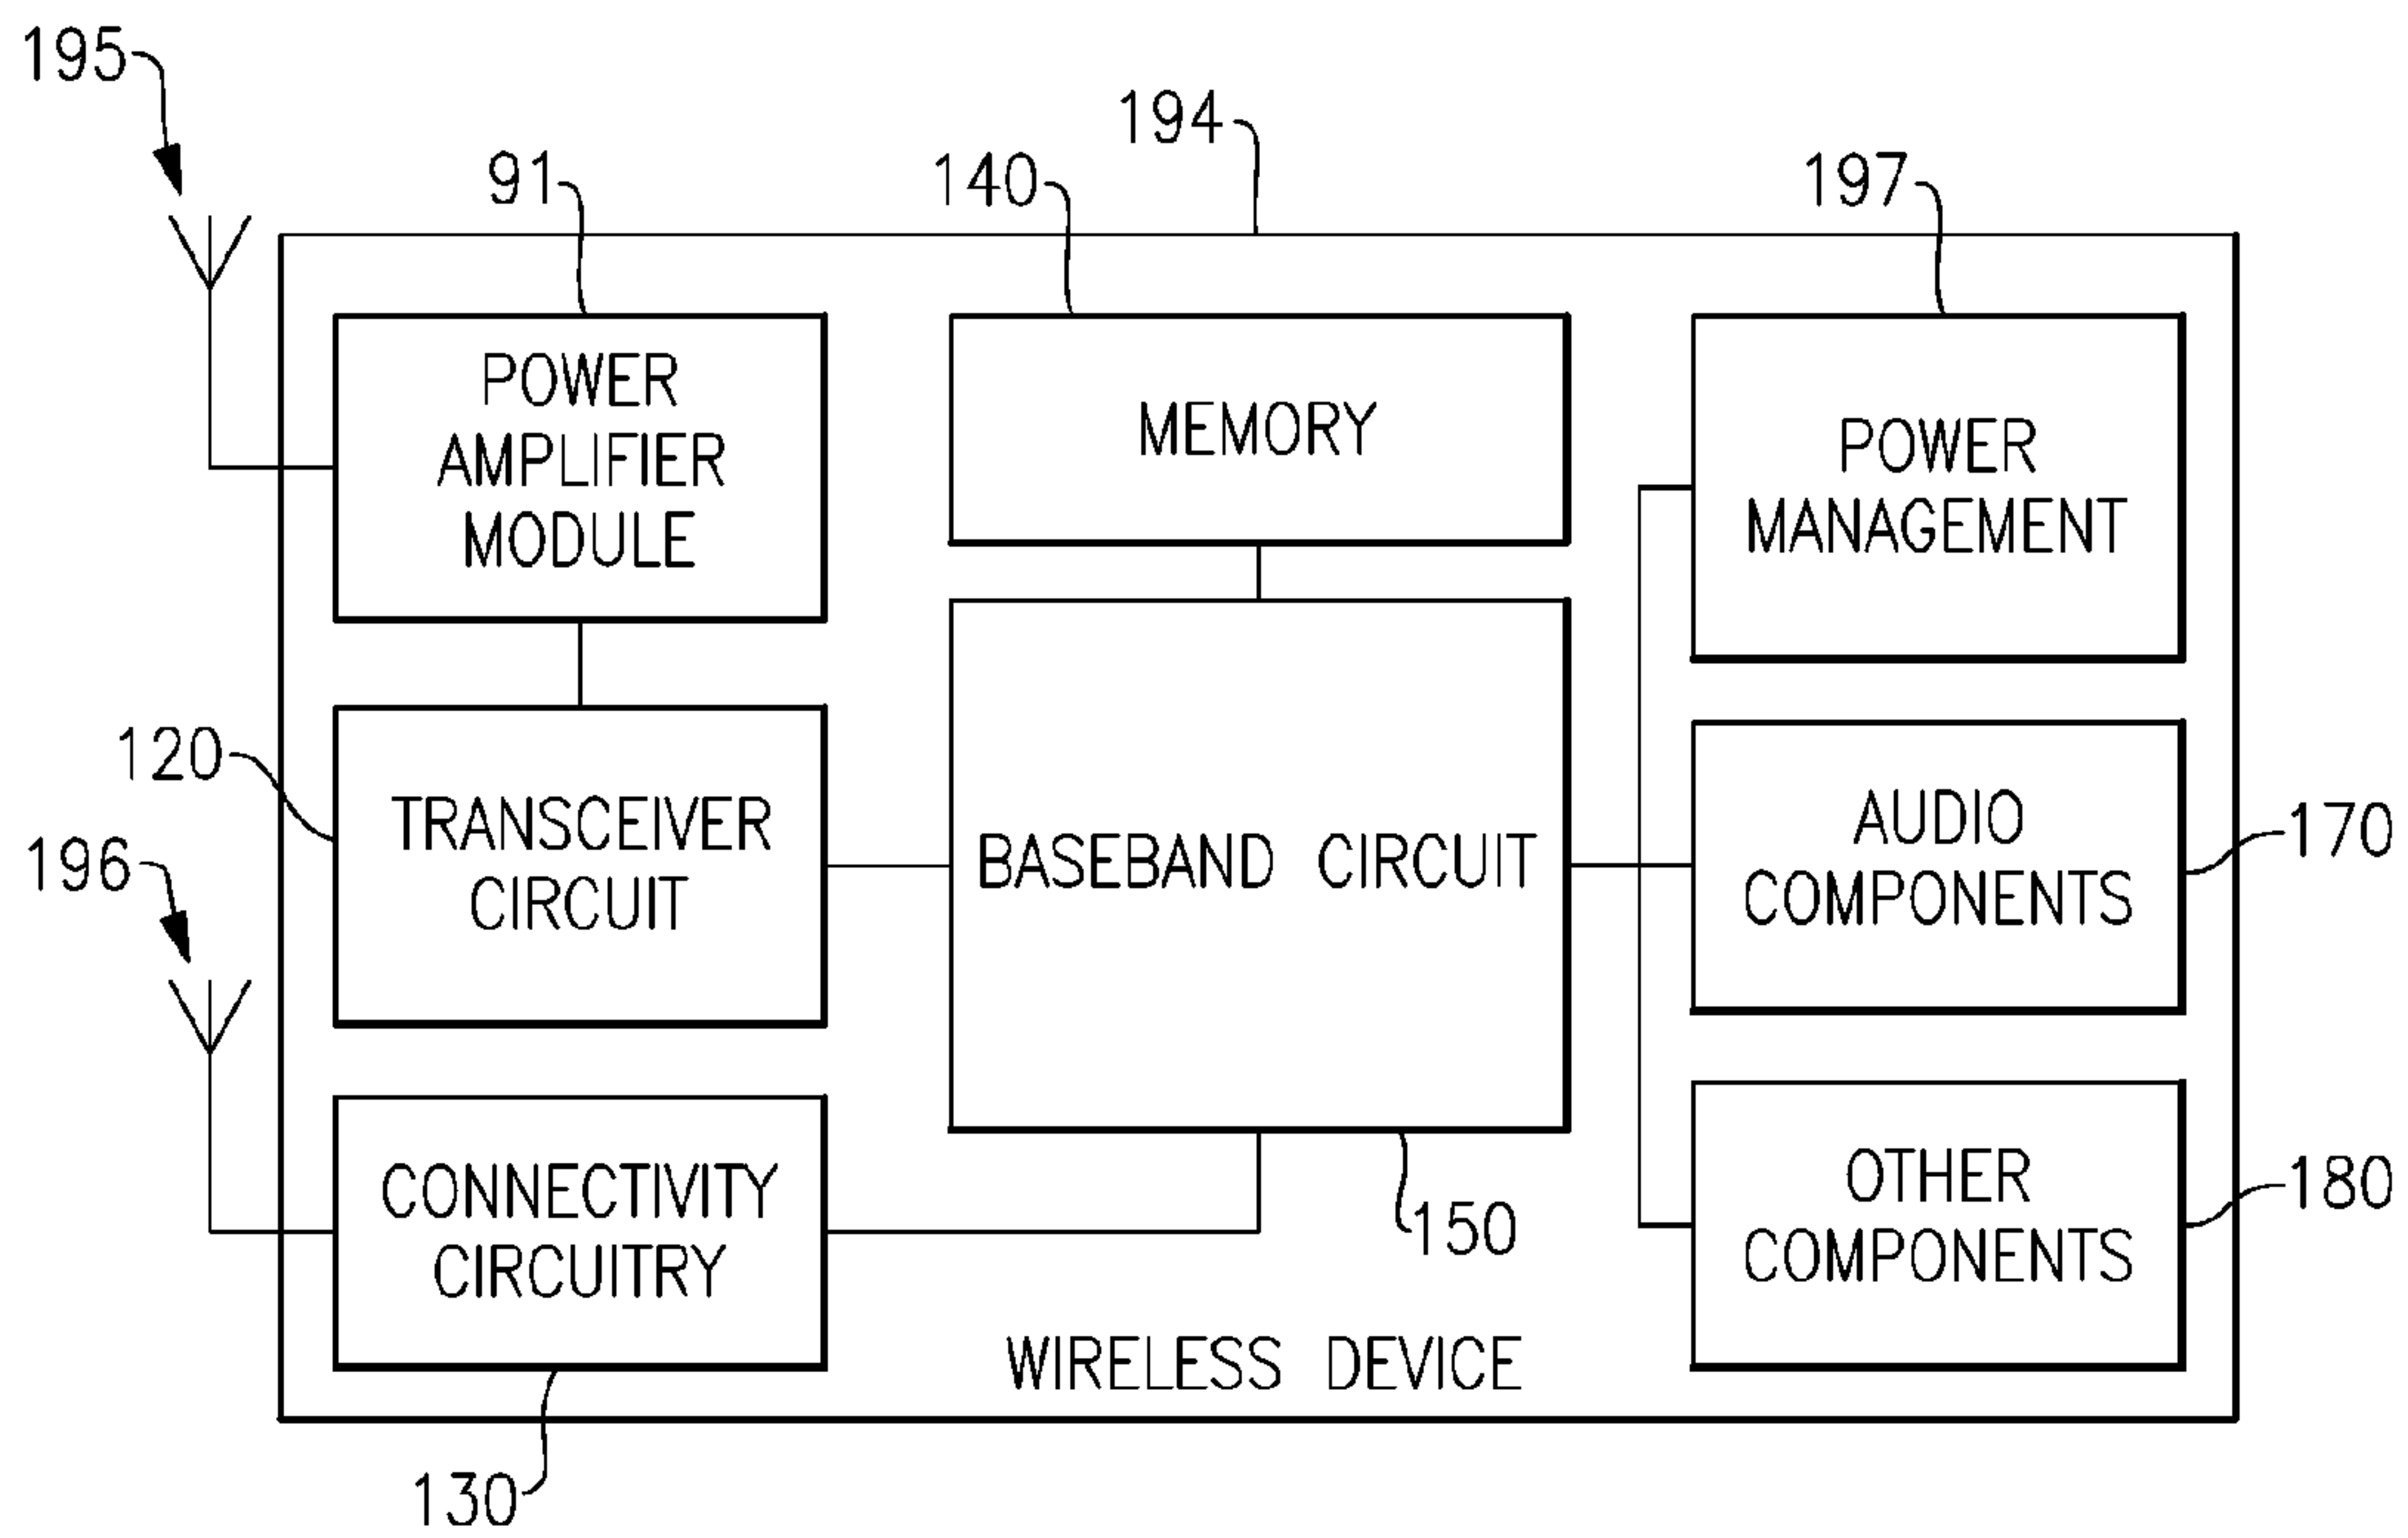 195
194
91
140
197
POWER
AMPLIFIER
MODULE
MEMORY
POWER
MANAGEMENT
120
TRANSCEIVER
CIRCUIT
BASEBAND CIRCUIT
AUDIO
COMPONENTS
170
196
CONNECTIVITY
CIRCUITRY
150
OTHER
COMPONENTS
180
WIRELESS DEVICE
130